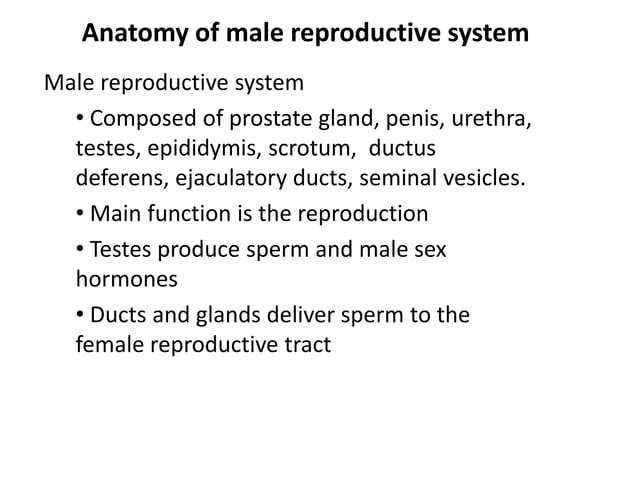 Anatomy of male reproductive system
Male reproductive system
• Composed of prostate gland, penis, urethra,
testes, epididymis, scrotum,  ductus
deferens, ejaculatory ducts, seminal vesicles.
• Main function is the reproduction
• Testes produce sperm and male sex
hormones
• Ducts and glands deliver sperm to the
female reproductive tract